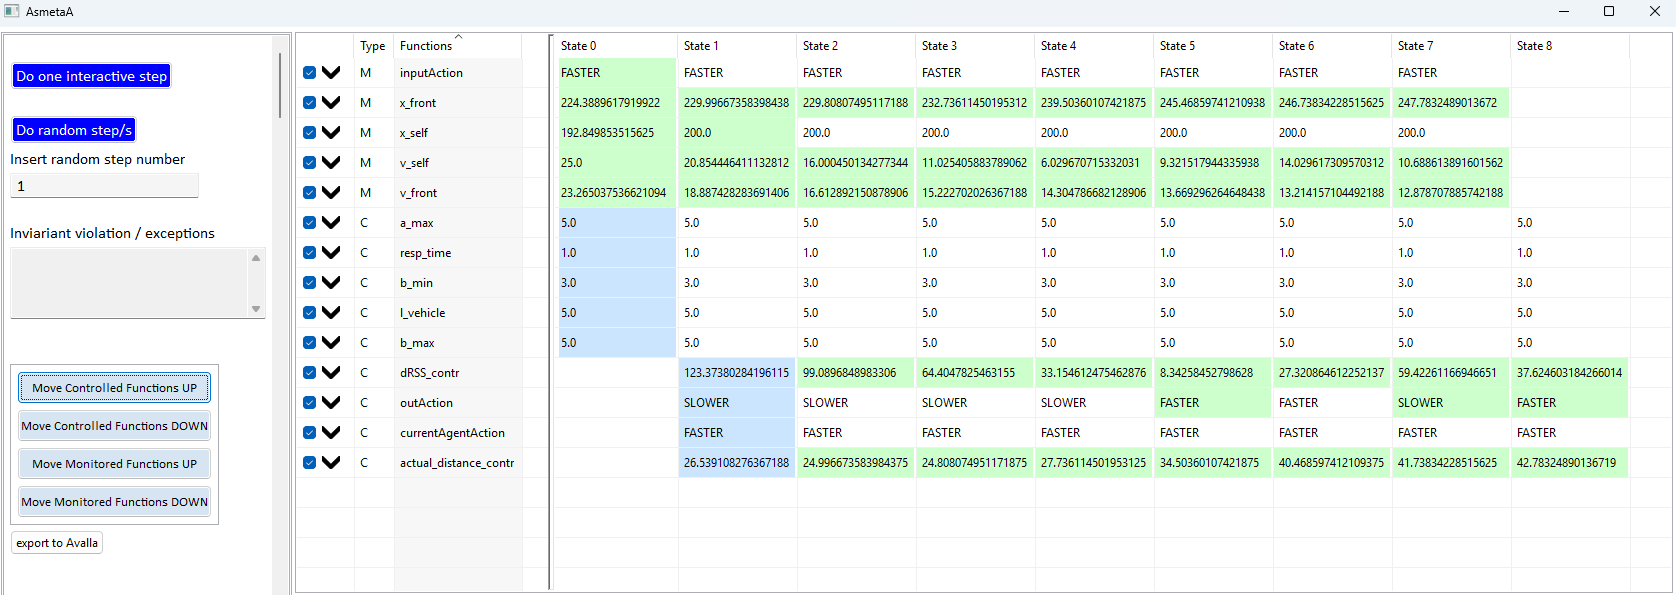 AsmetaA
Do one interactive step
Do random step/s
Insert random step number
1
Inviariant violation / exceptions
Move Controlled Functions UP
Move Controlled Functions DOWN
Move Monitored Functions UP
Move Monitored Functions DOWN
export to Avalla
Type Functions State 0 State 1 State 2 State 3 State 4 State 5 State 6 State 7 State 8
M inputAction FASTER FASTER FASTER FASTER FASTER FASTER FASTER FASTER
M x_front 224.3889617919922 229.99667358398438 229.80807495117188 232.73611450195312 239.50360107421875 245.46859741210938 246.73834228515625 247.7832489013672
M x_self 192.849853515625 200.0 200.0 200.0 200.0 200.0 200.0 200.0
M v_self 25.0 20.854446411132812 16.000450134277344 11.025405883789062 6.029670715332031 9.321517944335938 14.029617309570312 10.688613891601562
M v_front 23.265037536621094 18.887428283691406 16.612892150878906 15.222702026367188 14.304786682128906 13.669296264648438 13.214157104492188 12.878707885742188
C a_max 5.0 5.0 5.0 5.0 5.0 5.0 5.0 5.0 5.0
C resp_time 1.0 1.0 1.0 1.0 1.0 1.0 1.0 1.0 1.0
C b_min 3.0 3.0 3.0 3.0 3.0 3.0 3.0 3.0 3.0
C l_vehicle 5.0 5.0 5.0 5.0 5.0 5.0 5.0 5.0 5.0
C b_max 5.0 5.0 5.0 5.0 5.0 5.0 5.0 5.0 5.0
C dRSS_contr 123.37380284196115 99.0896848983306 64.4047825463155 33.154612475462876 8.34258452798628 27.320864612252137 59.42261166946651 37.624603184266014
C outAction SLOWER SLOWER SLOWER SLOWER FASTER FASTER SLOWER FASTER
C currentAgentAction FASTER FASTER FASTER FASTER FASTER FASTER FASTER FASTER
C actual_distance_contr 26.539108276367188 24.996673583984375 24.808074951171875 27.736114501953125 34.50360107421875 40.468597412109375 41.73834228515625 42.78324890136719